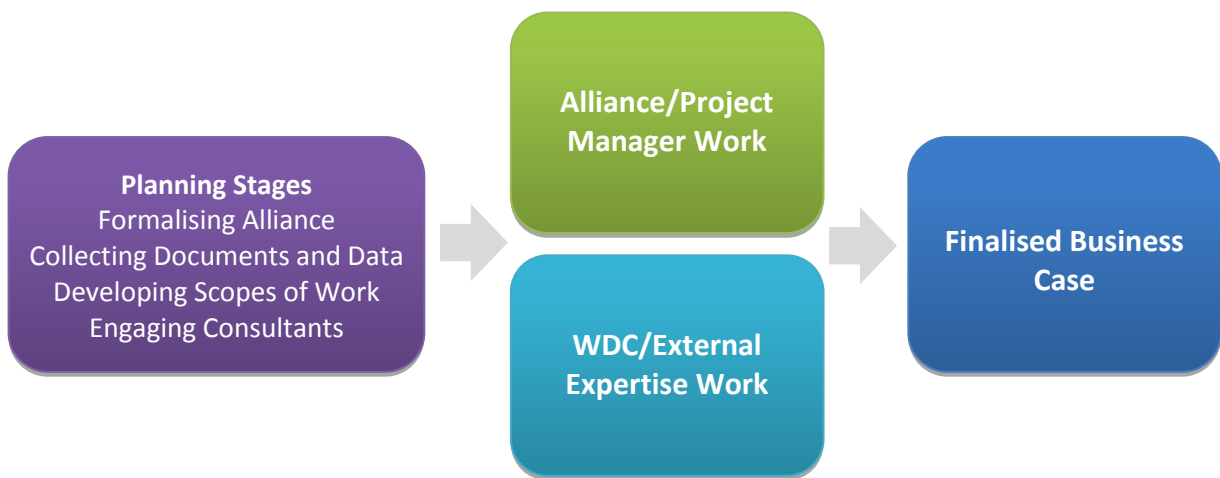 Planning Stages
Formalising Alliance
Collecting Documents and Data
Developing Scopes of Work
Engaging Consultants
Alliance/Project
Manager Work
WDC/External
Expertise Work
Finalised Business
Case